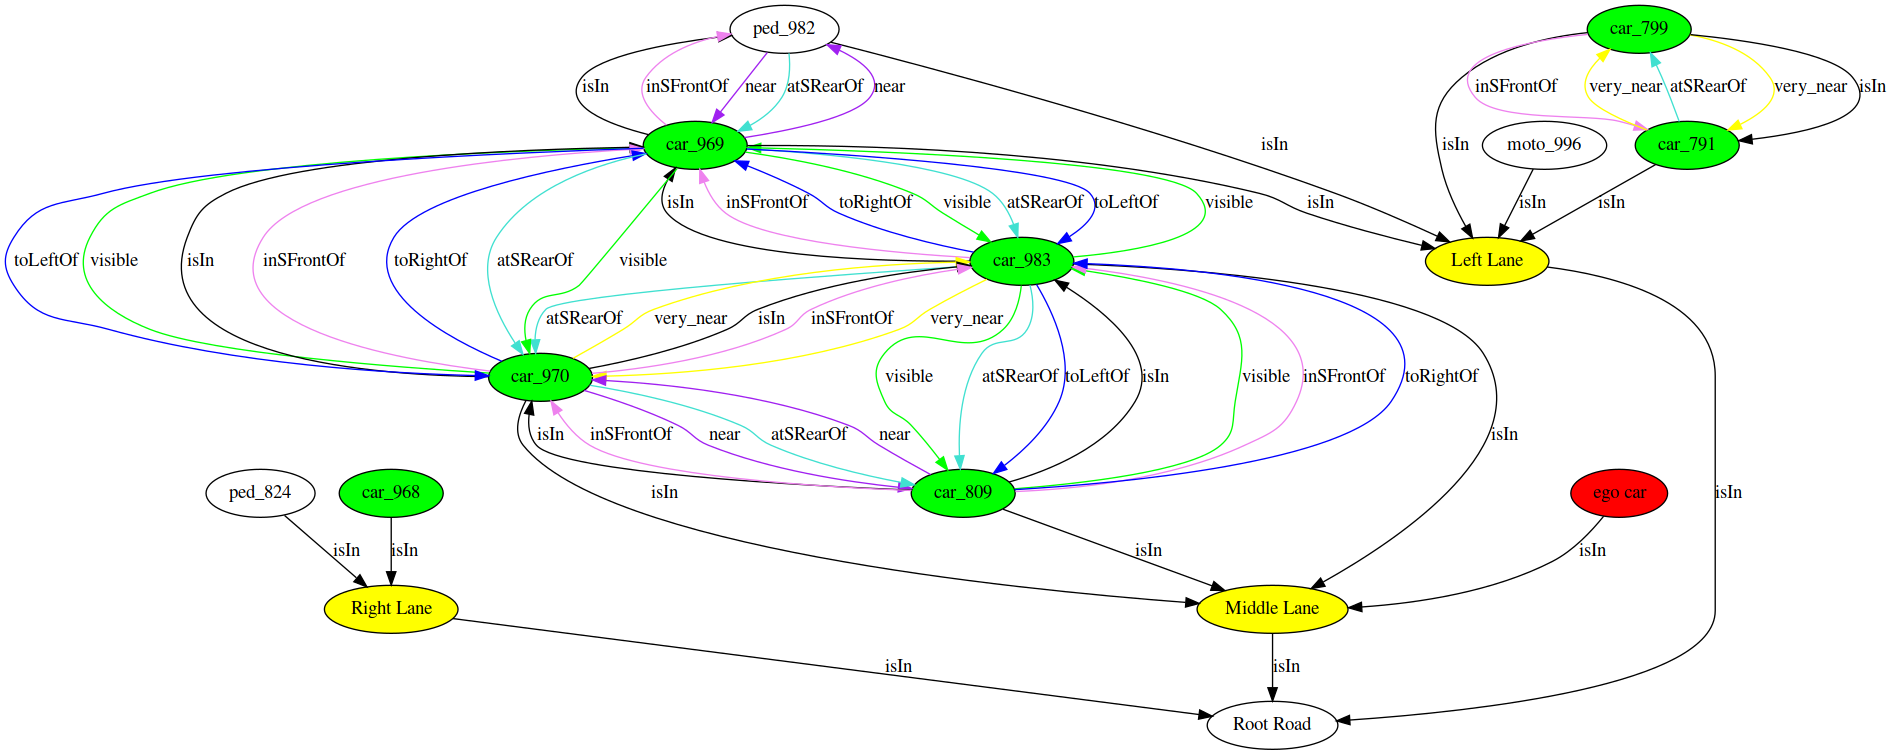 ped_982
car_799
isIn
inSFrontOf
near
atSRearOf
near
inSFrontOf
very_near
atSRearOf
very_near
isIn
car_969
isIn
isIn
moto_996
car_791
isIn
inSFrontOf
toRightOf
visible
atSRearOf
toLeftOf
visible
isIn
isIn
isIn
toLeftOf
visible
isIn
inSFrontOf
toRightOf
atSRearOf
visible
car_983
Left Lane
atSRearOf
very_near
isIn
inSFrontOf
very_near
car_970
visible
atSRearOf
toLeftOf
isIn
visible
inSFrontOf
toRightOf
isIn
inSFrontOf
near
atSRearOf
near
isIn
ped_824
car_968
isIn
car_809
ego car
isIn
isIn
isIn
isIn
isIn
Right Lane
Middle Lane
isIn
isIn
Root Road